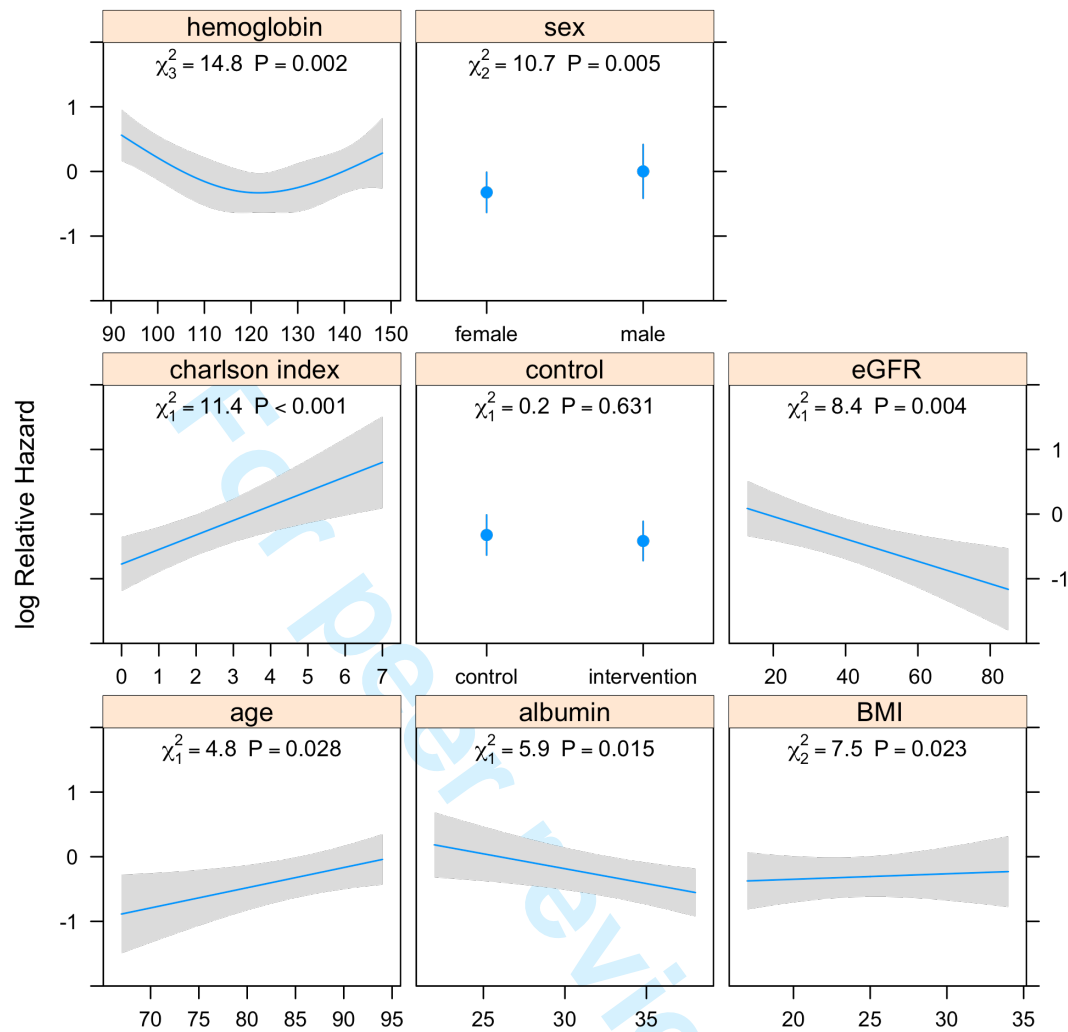 hemoglobin sex
χ²₃ = 14.8 P = 0.002 χ²₂ = 10.7 P = 0.005
1
0
-1
90 100 110 120 130 140 150 female male
charlson index control eGFR
χ²₁ = 11.4 P < 0.001 χ²₁ = 0.2 P = 0.631 χ²₁ = 8.4 P = 0.004
1
0
-1
0 1 2 3 4 5 6 7 control intervention 20 40 60 80
log Relative Hazard
age albumin BMI
χ²₁ = 4.8 P = 0.028 χ²₁ = 5.9 P = 0.015 χ²₂ = 7.5 P = 0.023
1
0
-1
70 75 80 85 90 95 25 30 35 20 25 30 35
For peer revie